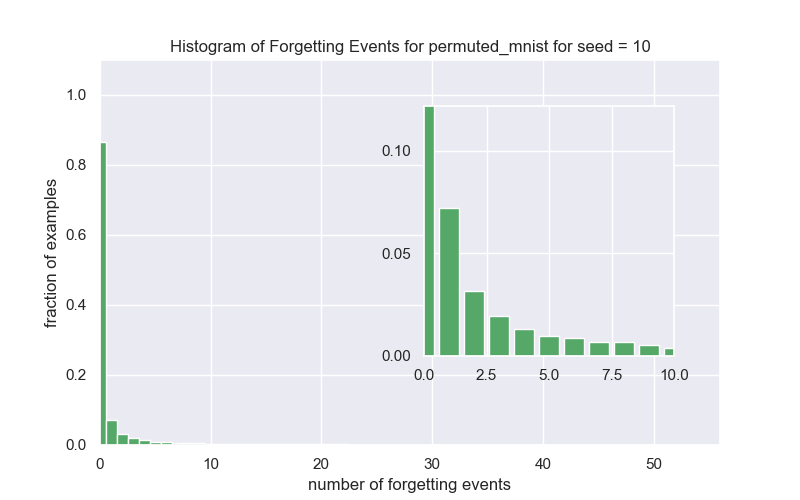 Histogram of Forgetting Events for permuted_mnist for seed = 10
fraction of examples
1.0
0.8
0.6
0.4
0.2
0.0
0.10
0.05
0.00
0.0 2.5 5.0 7.5 10.0
0 10 20 30 40 50
number of forgetting events